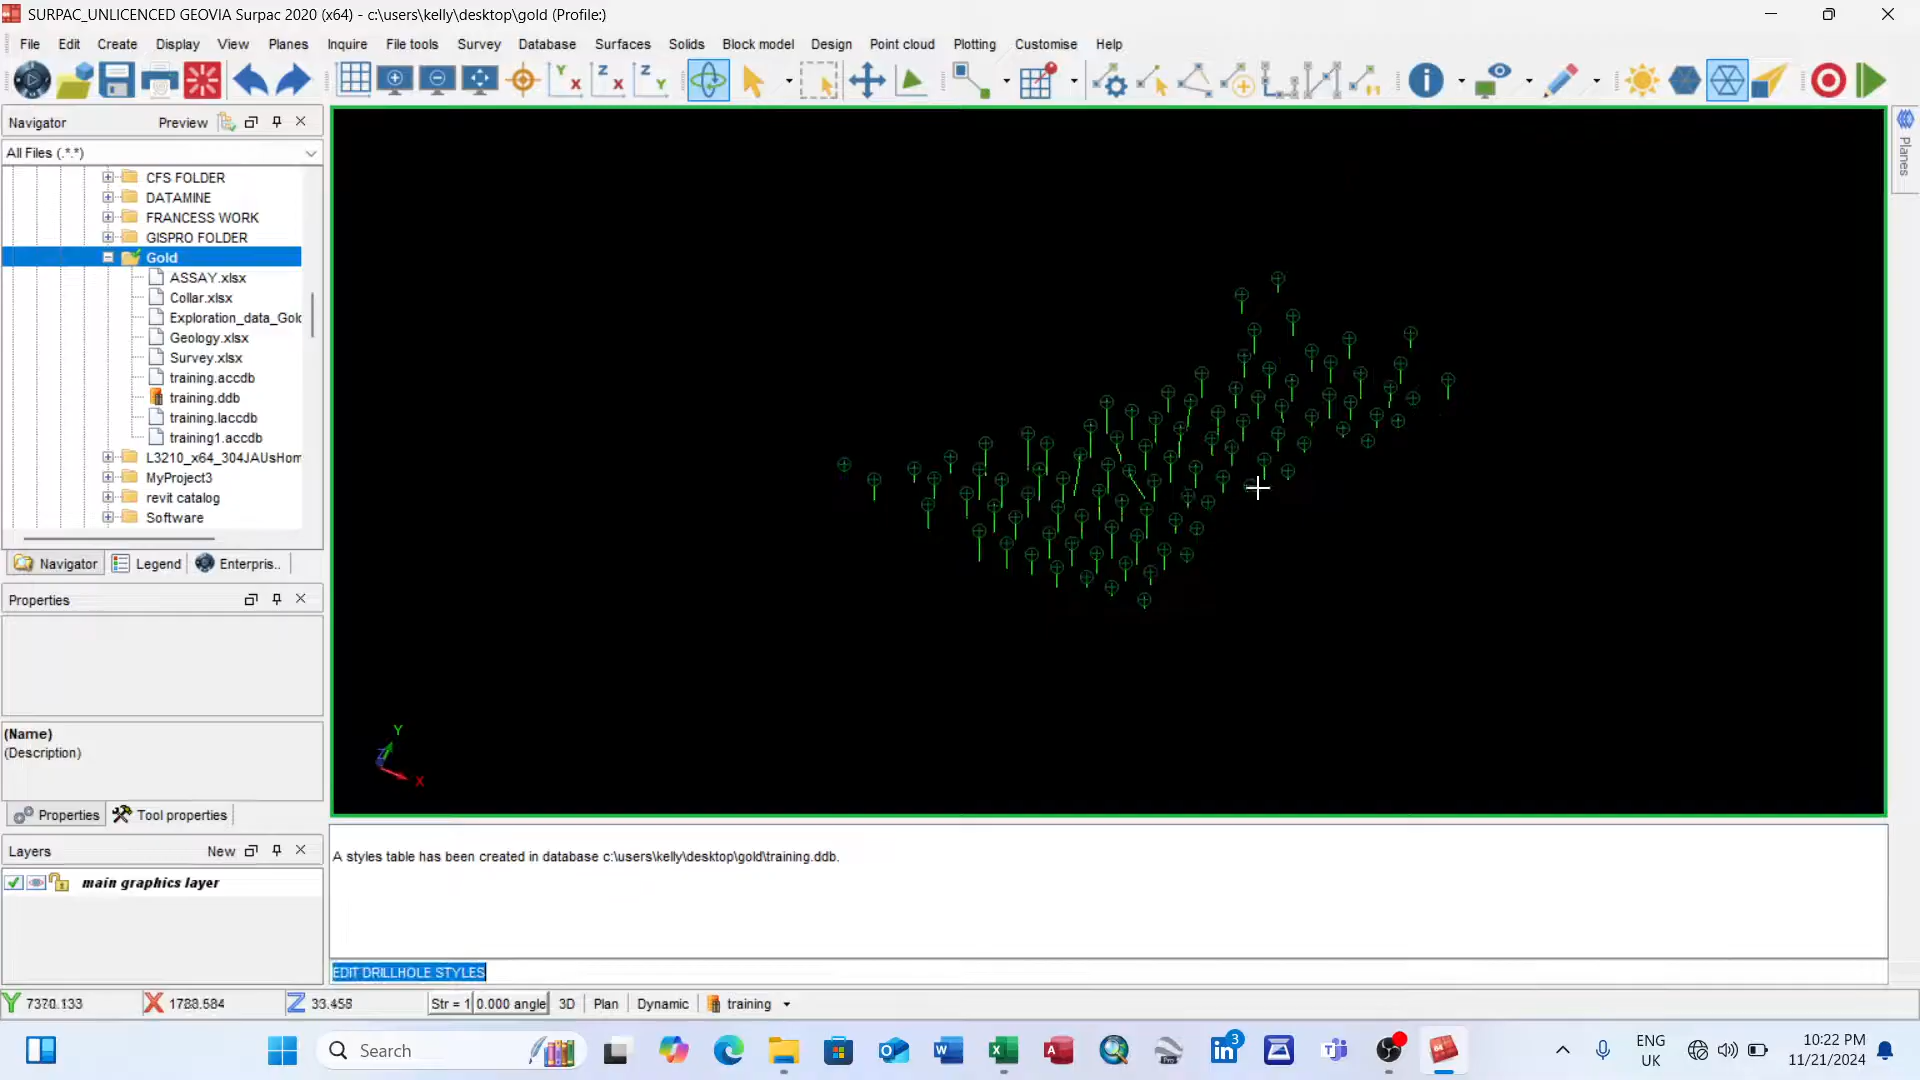 SURPAC_UNLICENCED GEOVIA Surpac 2020 (x64) - c:\users\kelly\desktop\gold (Profile:)
File Edit Create Display View Planes Inquire File tools Survey Database Surfaces Solids Block model Design Point cloud Plotting Customise Help
Y X Z X Z Y
Navigator Preview
All Files (.*.*)
CFS FOLDER
DATAMINE
FRANCESS WORK
GISPRO FOLDER
Gold
ASSAY.xlsx
Collar.xlsx
Exploration_data_Gold
Geology.xlsx
Survey.xlsx
training.accdb
training.ddb
training.laccdb
training1.accdb
L3210_x64_304JAUsHom
MyProject3
revit catalog
Software
Navigator Legend Enterpris..
Properties
(Name)
(Description)
Properties Tool properties
Layers New
main graphics layer
Planes
Y
Z
X
A styles table has been created in database c:\users\kelly\desktop\gold\training.ddb.
EDIT DRILLHOLE STYLES
Y 7370.133 X 1788.584 Z 33.458 Str = 1 0.000 angle 3D Plan Dynamic training
Search
3
ENG
UK
10:22 PM
11/21/2024